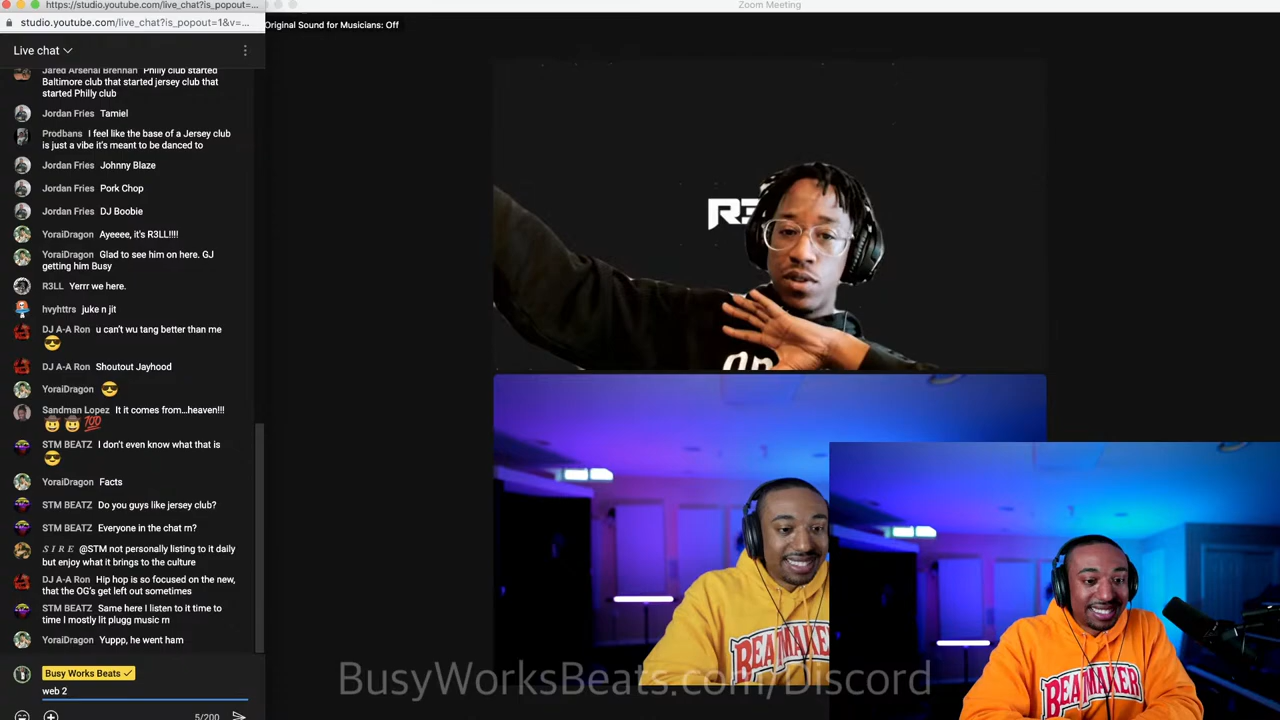 https://studio.youtube.com/live_chat?is_popout=...
Zoom Meeting
studio.youtube.com/live_chat?is_popout=1&v=...
Original Sound for Musicians: Off
Live chat
Jared Arsenal Brennan Philly club started
Baltimore club that started jersey club that
started Philly club
Jordan Fries Tamiel
Prodbans I feel like the base of a Jersey club
is just a vibe it's meant to be danced to
Jordan Fries Johnny Blaze
Jordan Fries Pork Chop
Jordan Fries DJ Boobie
YoraiDragon Ayeeee, it's R3LL!!!!
YoraiDragon Glad to see him on here. GJ
getting him Busy
R3LL Yerrr we here.
hvyhttrs juke n jit
DJ A-A Ron u can't wu tang better than me
😎
DJ A-A Ron Shoutout Jayhood
YoraiDragon 😎
Sandman Lopez It it comes from...heaven!!!
🤠 🤠 💯
STM BEATZ I don't even know what that is
😎
YoraiDragon Facts
STM BEATZ Do you guys like jersey club?
STM BEATZ Everyone in the chat rn?
S I R E @STM not personally listing to it daily
but enjoy what it brings to the culture
DJ A-A Ron Hip hop is so focused on the new,
that the OG's get left out sometimes
STM BEATZ Same here I listen to it time to
time I mostly lit plugg music rn
YoraiDragon Yuppp, he went ham
Busy Works Beats
web 2
5/200
BEATMAKER
BEATMAKER
BusyWorksBeats.com/Discord